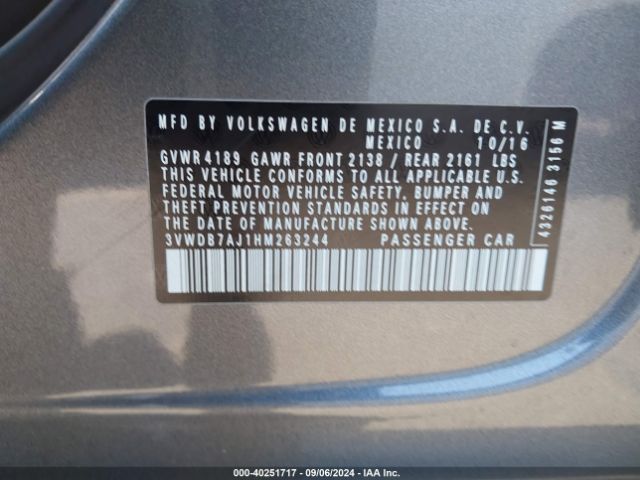 MFD BY VOLKSWAGEN DE MEXICO S.A. DE C.V.
MEXICO 10/16
GVWR 4189 GAWR FRONT 2138 / REAR 2161 LBS
THIS VEHICLE CONFORMS TO ALL APPLICABLE U.S.
FEDERAL MOTOR VEHICLE SAFETY, BUMPER AND
THEFT PREVENTION STANDARDS IN EFFECT ON
THE DATE OF MANUFACTURE SHOWN ABOVE.
3VWDB7AJ1HM263244 PASSENGER CAR
4326146 3156 M
000-40251717 - 09/06/2024 - IAA Inc.